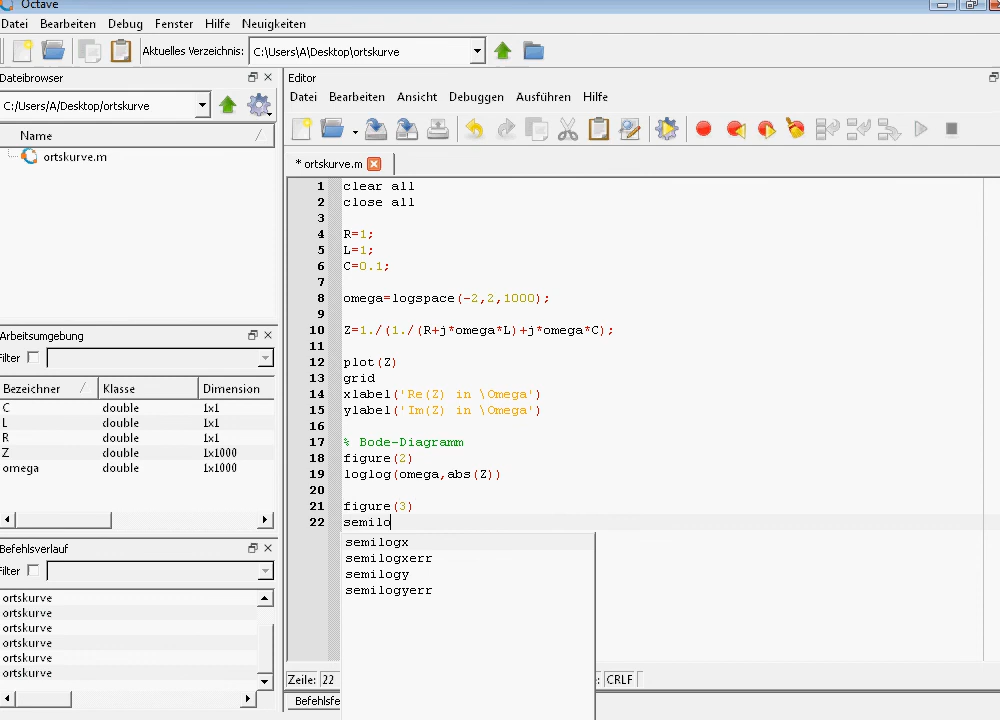 Octave
Datei Bearbeiten Debug Fenster Hilfe Neuigkeiten
Aktuelles Verzeichnis: C:\Users\A\Desktop\ortskurve
Dateibrowser
C:/Users/A/Desktop/ortskurve
Name
ortskurve.m
Arbeitsumgebung
Filter
Bezeichner Klasse Dimension
C double 1x1
L double 1x1
R double 1x1
Z double 1x1000
omega double 1x1000
Befehlsverlauf
Filter
ortskurve
ortskurve
ortskurve
ortskurve
ortskurve
ortskurve
Editor
Datei Bearbeiten Ansicht Debuggen Ausführen Hilfe
* ortskurve.m
1 clear all
2 close all
3
4 R=1;
5 L=1;
6 C=0.1;
7
8 omega=logspace(-2,2,1000);
9
10 Z=1./(1./(R+j*omega*L)+j*omega*C);
11
12 plot(Z)
13 grid
14 xlabel('Re(Z) in \Omega')
15 ylabel('Im(Z) in \Omega')
16
17 % Bode-Diagramm
18 figure(2)
19 loglog(omega,abs(Z))
20
21 figure(3)
22 semilo
semilogx
semilogxerr
semilogy
semilogyerr
Zeile: 22
: CRLF
Befehlsfe